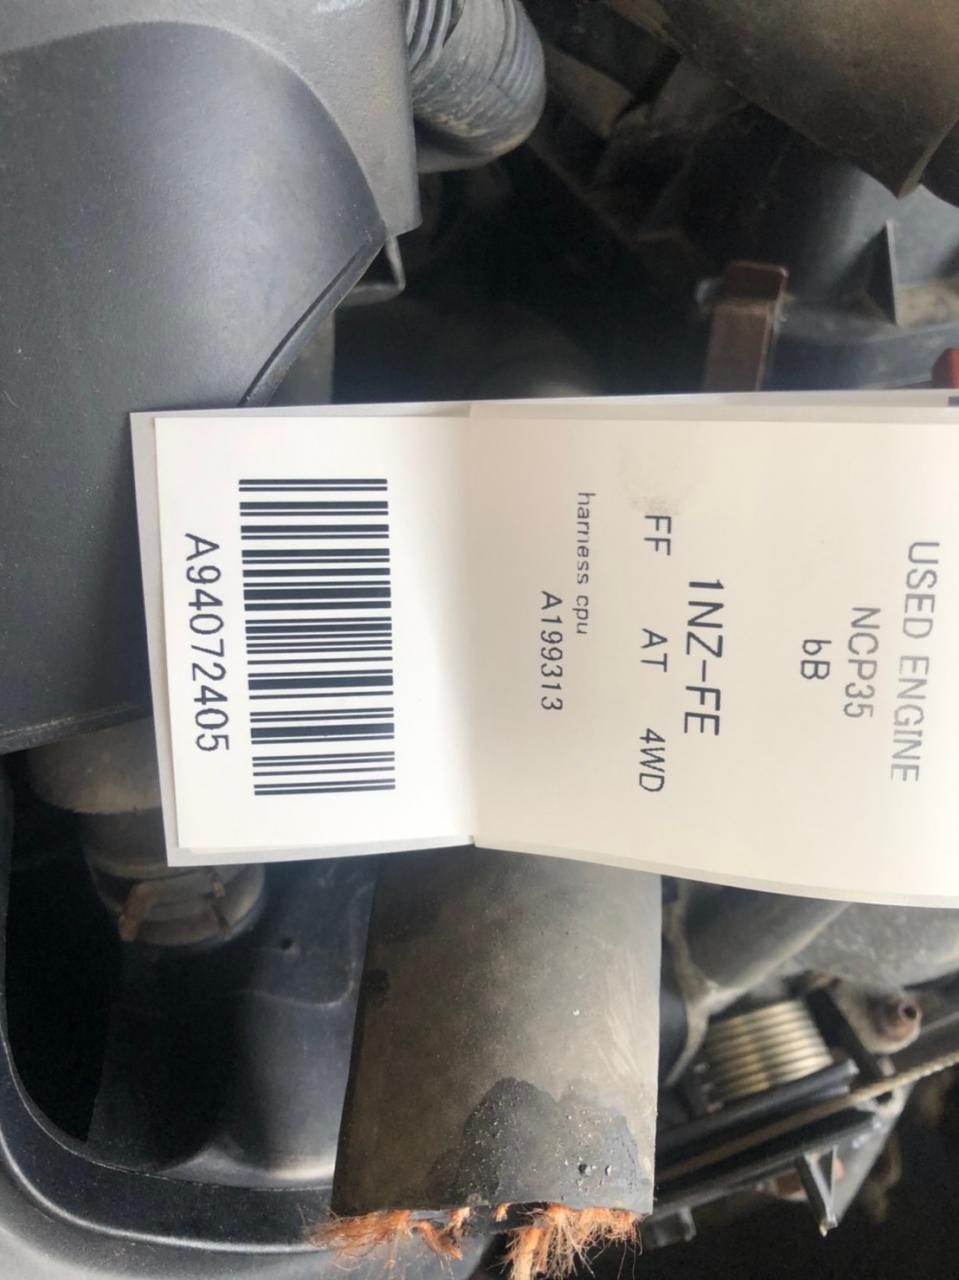 USED ENGINE
NCP35
bB
1NZ-FE
FF AT 4WD
harness cpu
A199313
A94072405